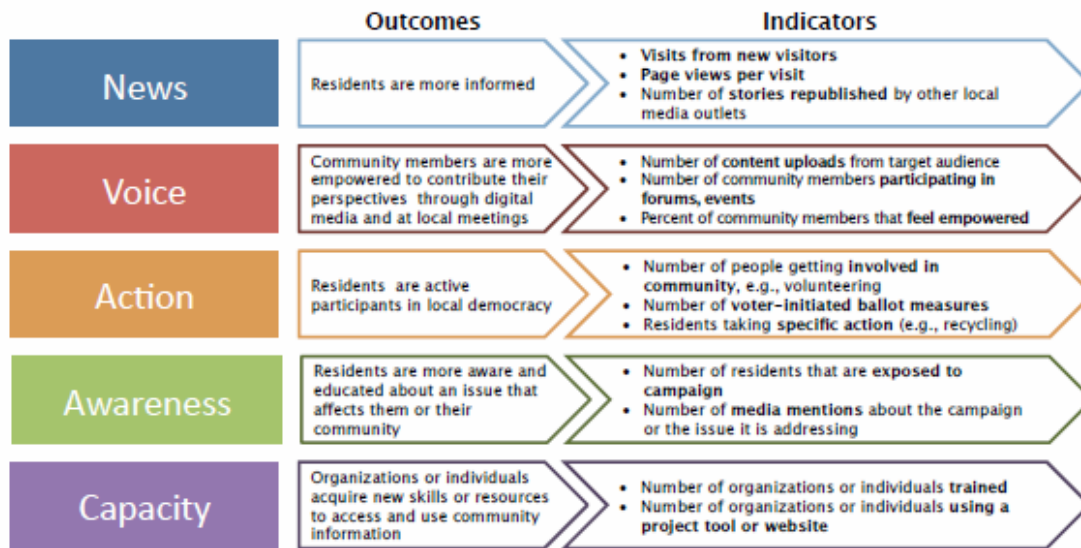 Outcomes
Indicators
News
Residents are more informed
• Visits from new visitors
• Page views per visit
• Number of stories republished by other local
media outlets
Voice
Community members are more
empowered to contribute their
perspectives through digital
media and at local meetings
• Number of content uploads from target audience
• Number of community members participating in
forums, events
• Percent of community members that feel empowered
Action
Residents are active
participants in local democracy
• Number of people getting involved in
community, e.g., volunteering
• Number of voter-initiated ballot measures
• Residents taking specific action (e.g., recycling)
Awareness
Residents are more aware and
educated about an issue that
affects them or their
community
• Number of residents that are exposed to
campaign
• Number of media mentions about the campaign
or the issue it is addressing
Capacity
Organizations or individuals
acquire new skills or resources
to access and use community
information
• Number of organizations or individuals trained
• Number of organizations or individuals using a
project tool or website